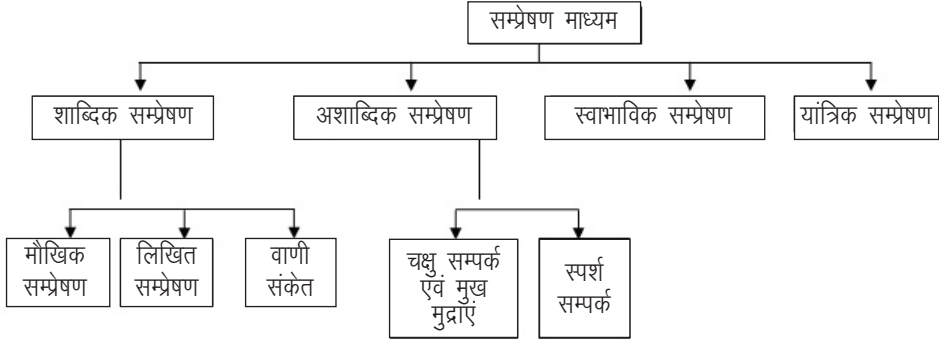 सम्प्रेषण माध्यम
शाब्दिक सम्प्रेषण
अशाब्दिक सम्प्रेषण
स्वाभाविक सम्प्रेषण
यांत्रिक सम्प्रेषण
मौखिक
सम्प्रेषण
लिखित
सम्प्रेषण
वाणी
संकेत
चक्षु सम्पर्क
एवं मुख
मुद्राएं
स्पर्श
सम्पर्क